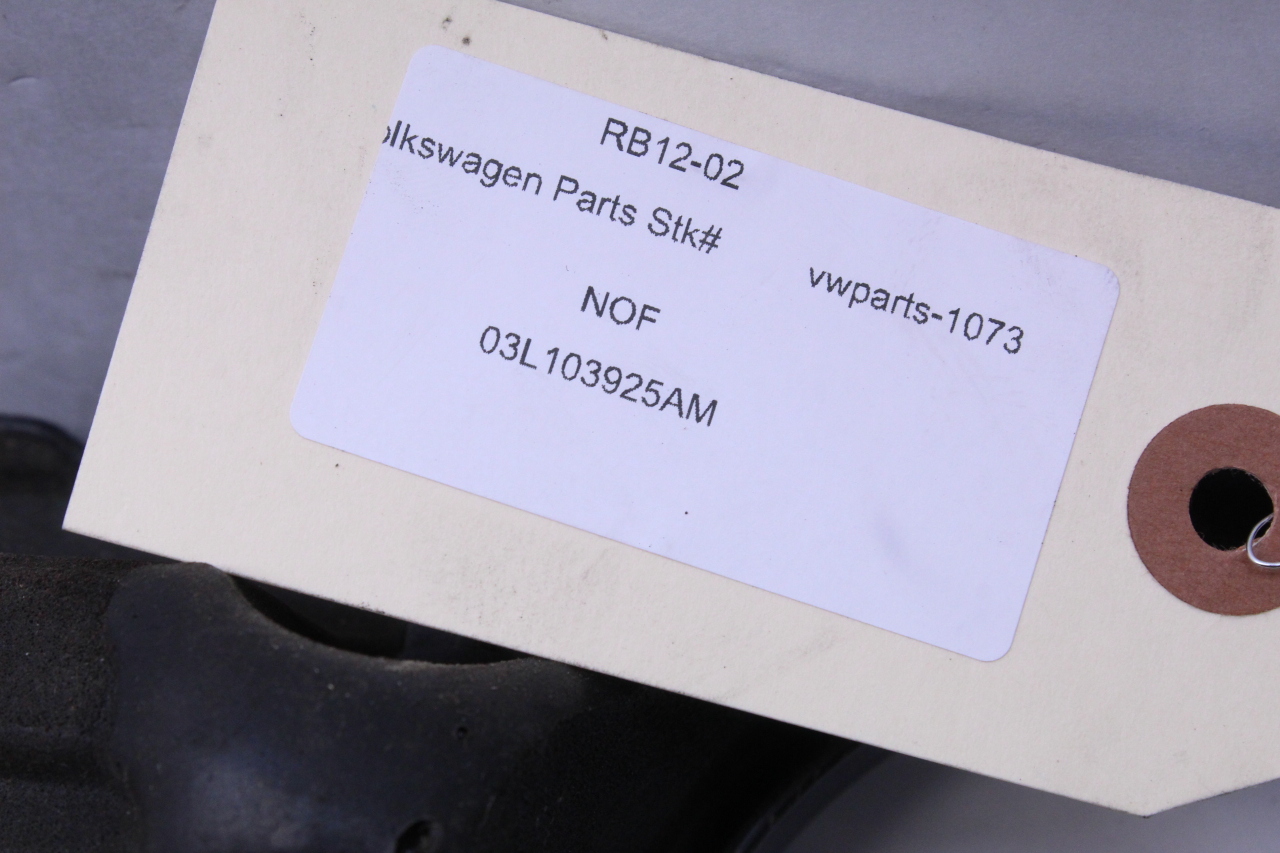 RB12-02
olkswagen Parts Stk# vwparts-1073
NOF
03L103925AM